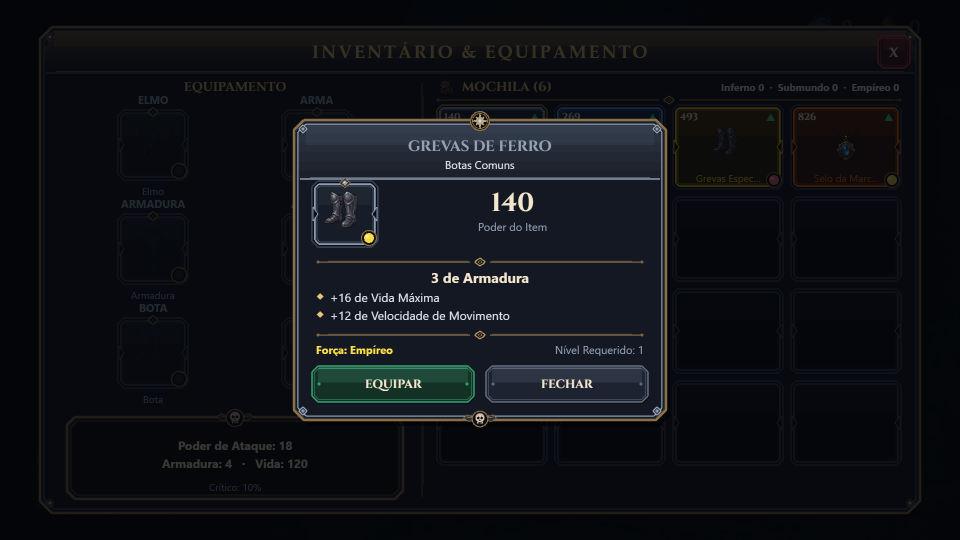 INVENTÁRIO & EQUIPAMENTO
X
EQUIPAMENTO
ELMO
ARMA
Elmo
ARMADURA
Armadura
BOTA
Bota
Poder de Ataque: 18
Armadura: 4 · Vida: 120
Crítico: 10%
MOCHILA (6)
Inferno 0 · Submundo 0 · Empíreo 0
140
269
493
Grevas Espec...
826
Selo da Marc...
GREVAS DE FERRO
Botas Comuns
140
Poder do Item
3 de Armadura
+16 de Vida Máxima
+12 de Velocidade de Movimento
Força: Empíreo
Nível Requerido: 1
EQUIPAR
FECHAR